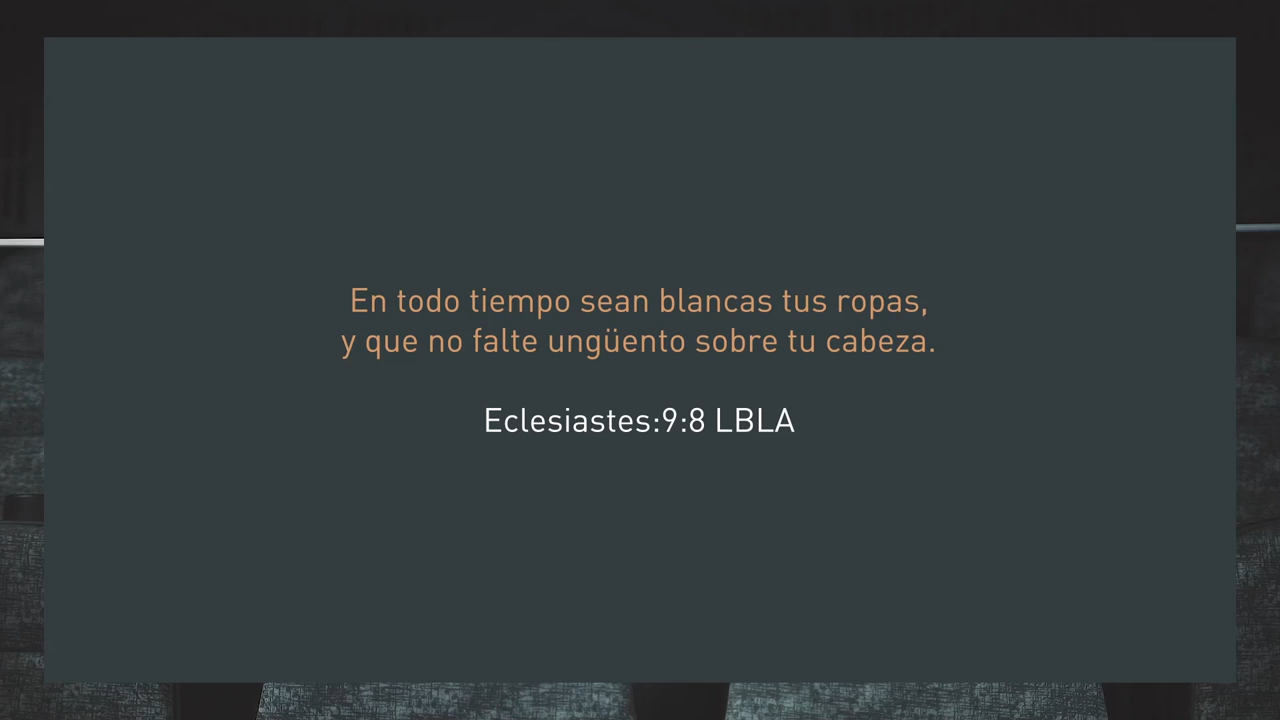 En todo tiempo sean blancas tus ropas,
y que no falte ungüento sobre tu cabeza.
Eclesiastes:9:8 LBLA